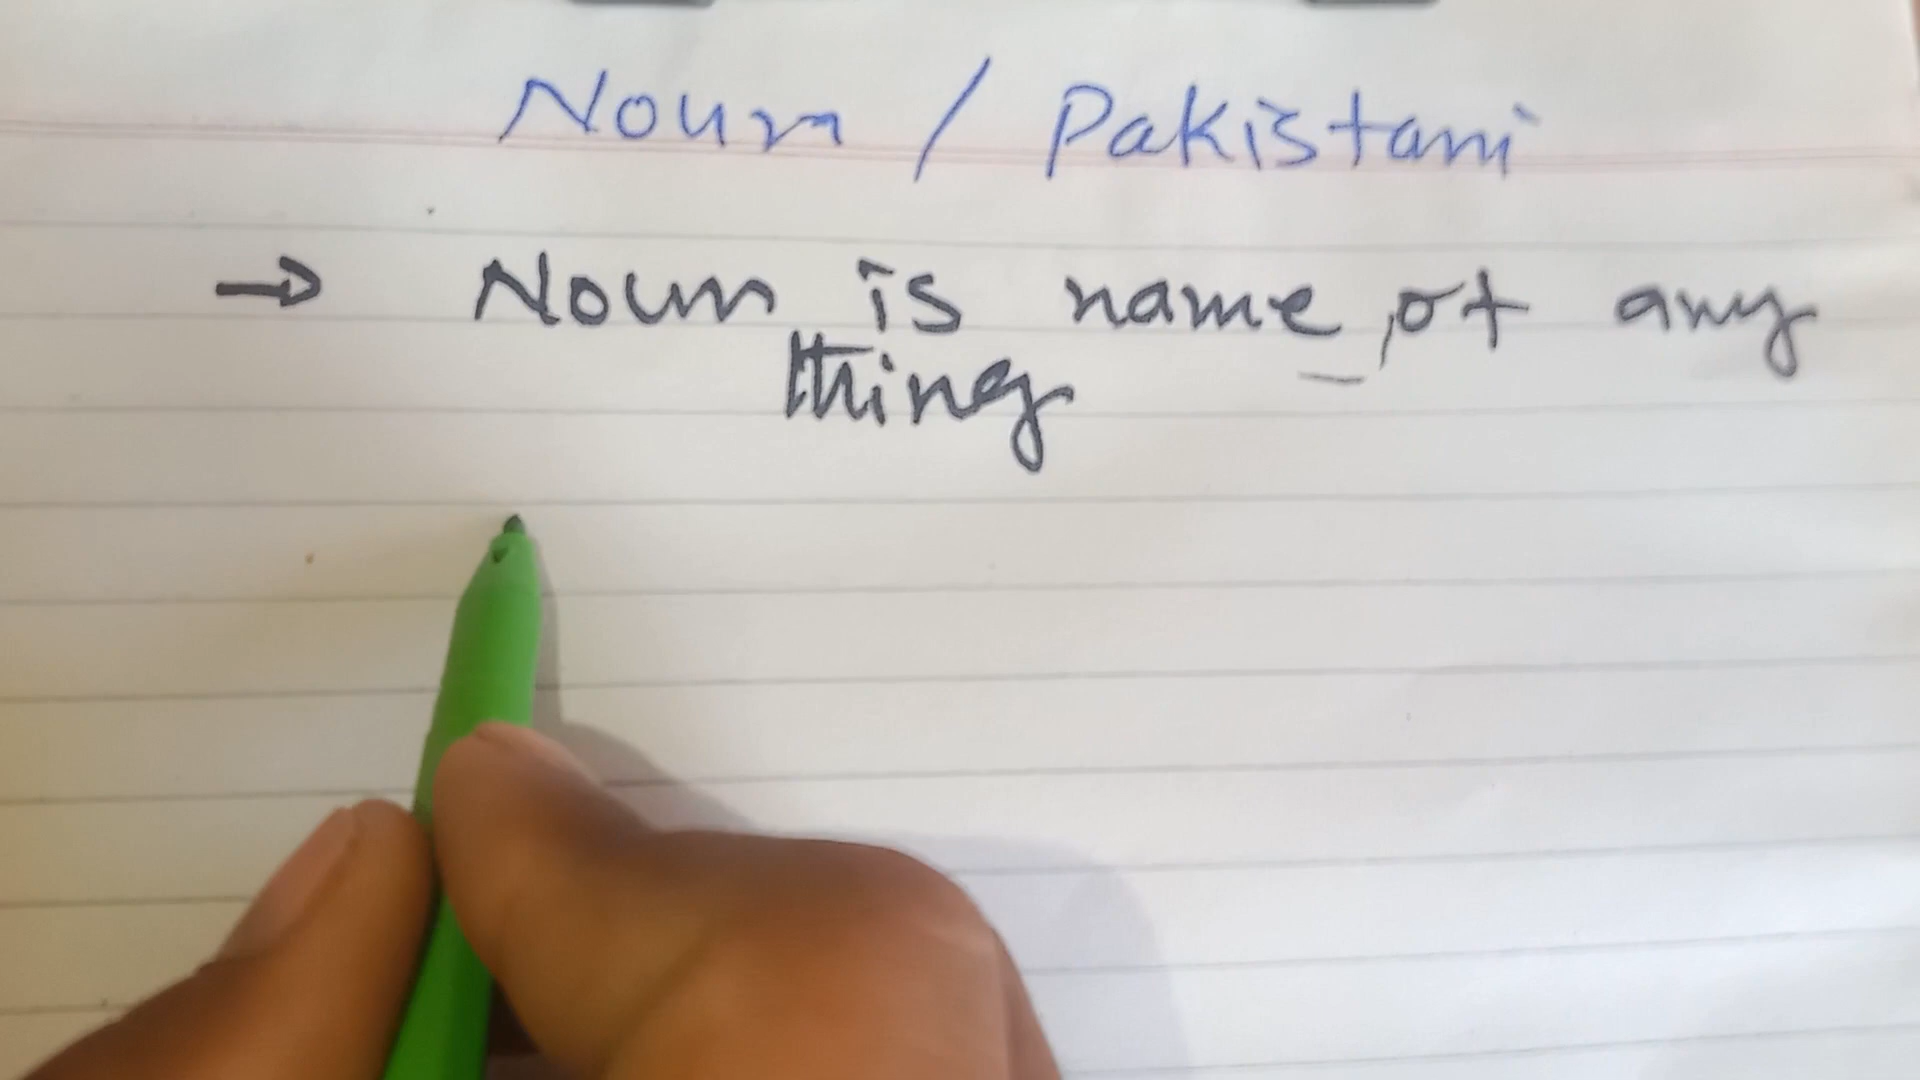 Noun / Pakistani
→ Noun is name of any
thing